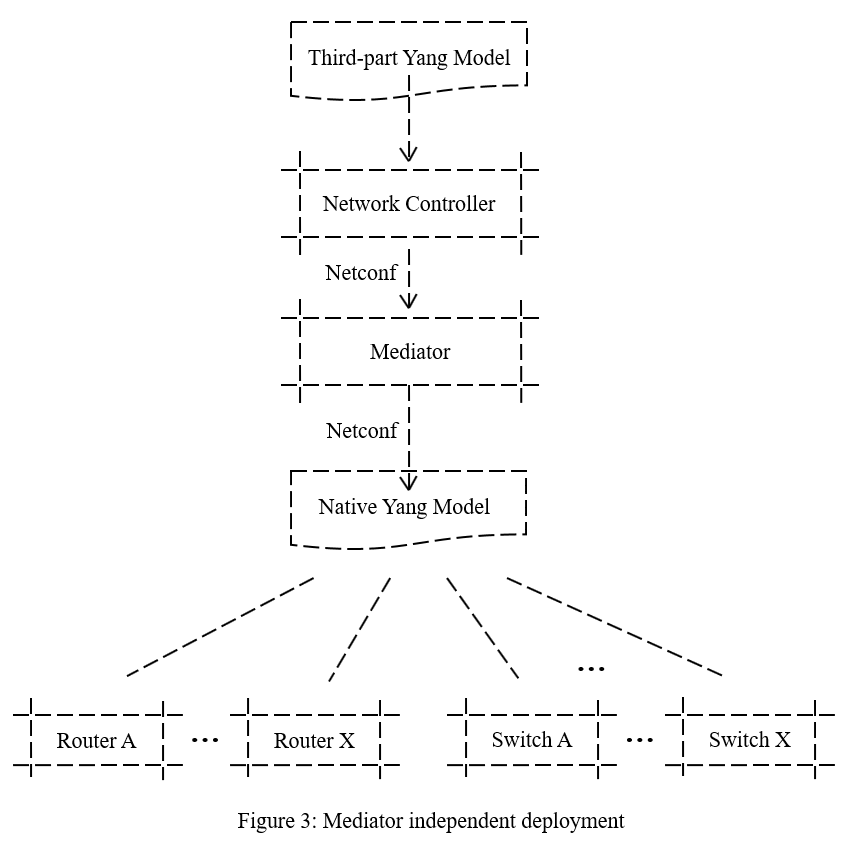 Third-part Yang Model
Network Controller
Netconf
Mediator
Netconf
Native Yang Model
...
Router A ... Router X Switch A ... Switch X
Figure 3: Mediator independent deployment